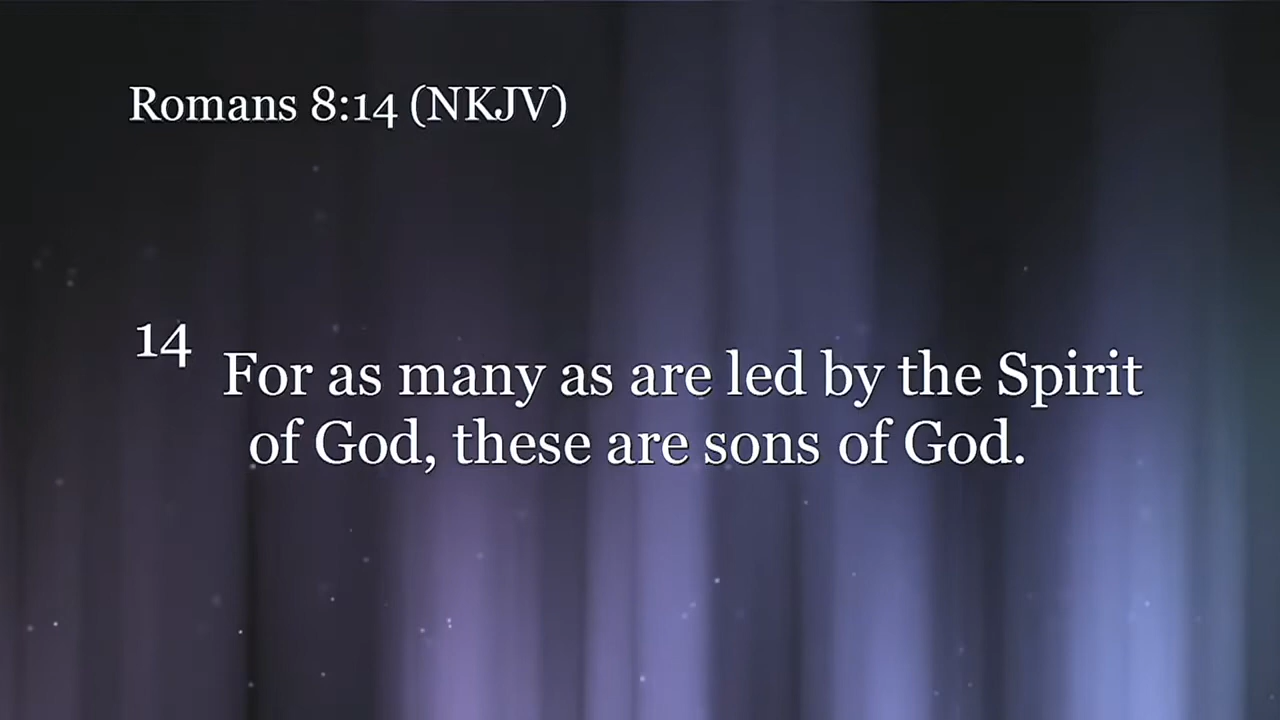 Romans 8:14 (NKJV)
14 For as many as are led by the Spirit
of God, these are sons of God.